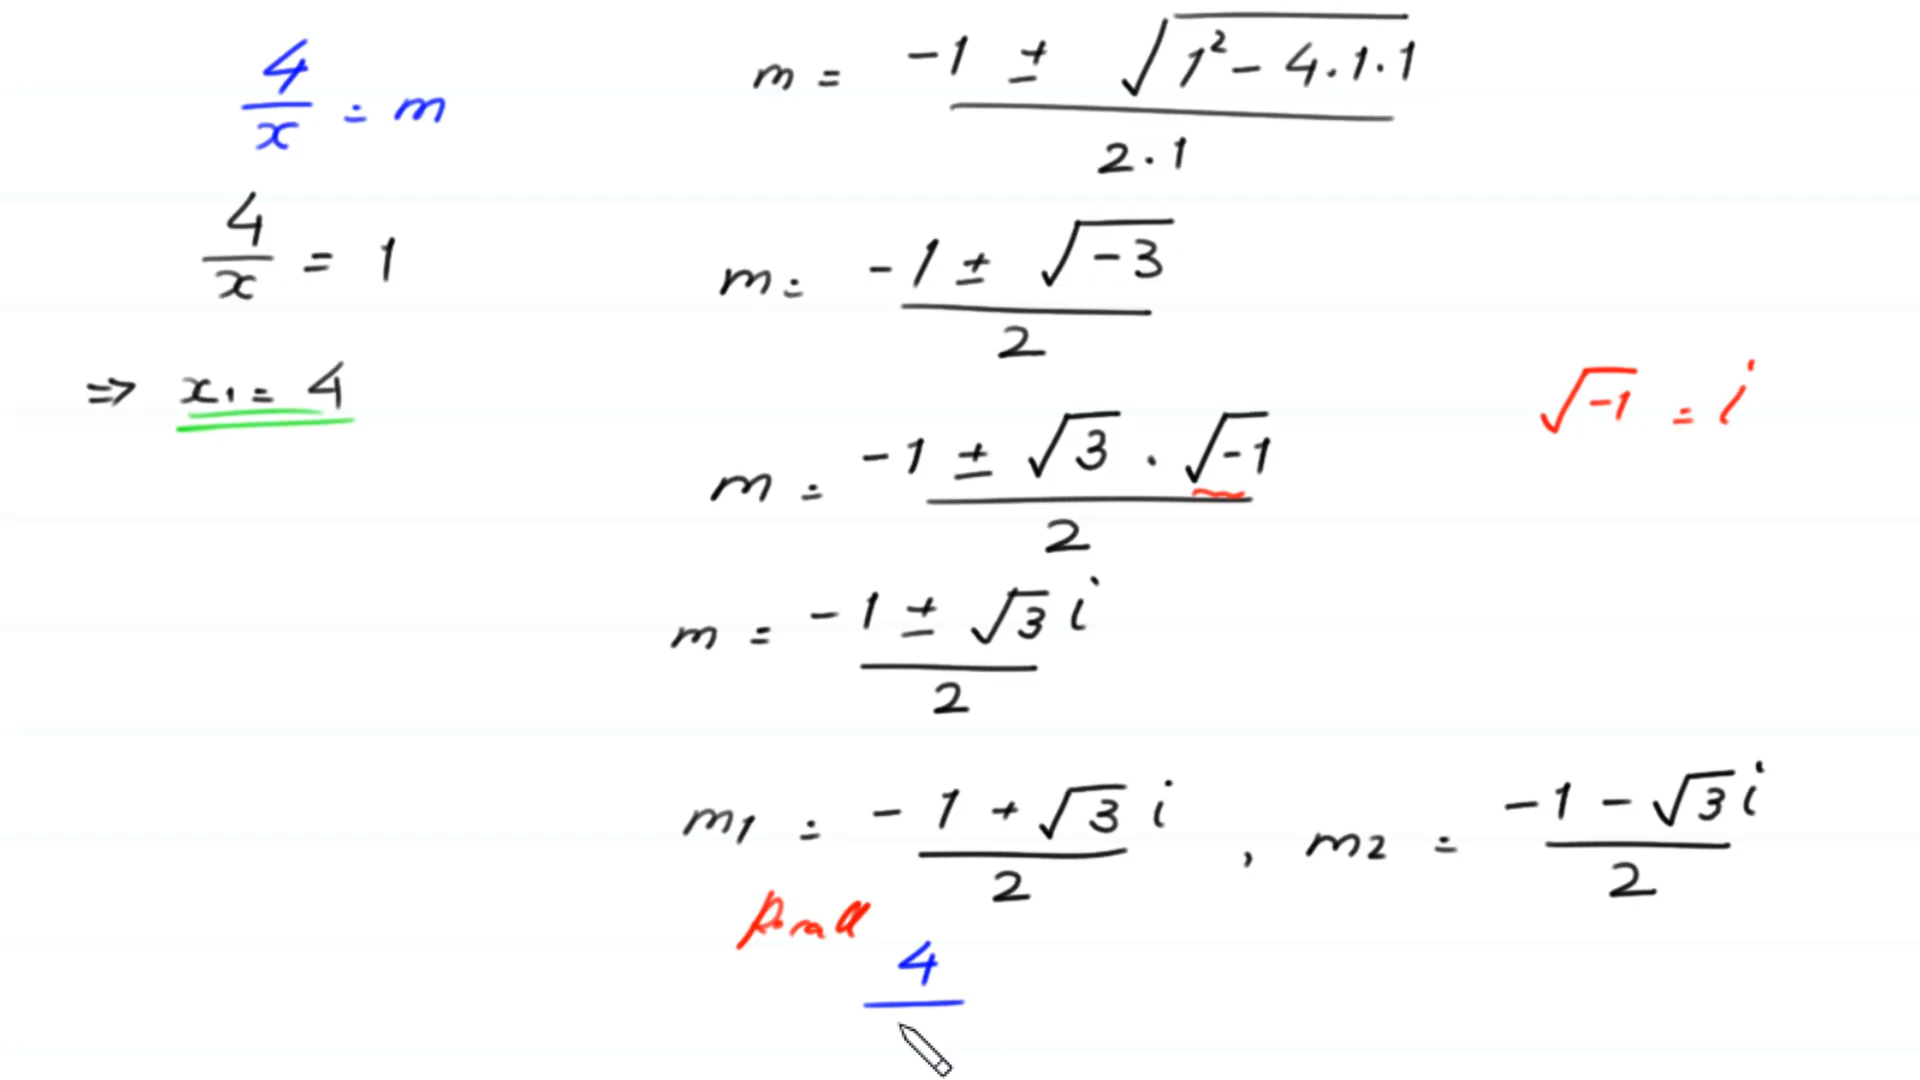 4/x = m
4/x = 1
⇒ x₁ = 4
m = (-1 ± √(1² - 4·1·1))/(2·1)
m = (-1 ± √-3)/2
m = (-1 ± √3 · √-1)/2
√-1 = i
m = (-1 ± √3 i)/2
m₁ = (-1 + √3 i)/2 , m₂ = (-1 - √3 i)/2
4